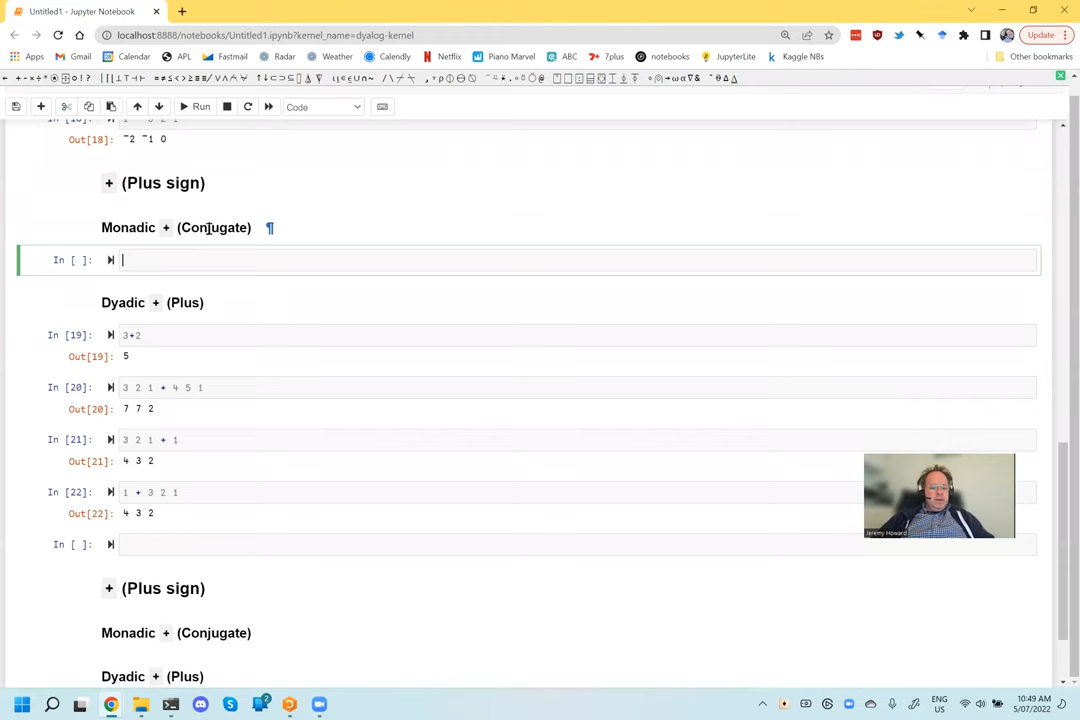 Untitled1 - Jupyter Notebook
localhost:8888/notebooks/Untitled1.ipynb?kernel_name=dyalog-kernel
Update
Apps Gmail Calendar APL Fastmail Radar Weather Calendly Netflix Piano Marvel ABC 7plus notebooks JupyterLite Kaggle NBs Other bookmarks
Run Code
Out[18]: ¯2 ¯1 0
+ (Plus sign)
Monadic + (Conjugate) ¶
In [ ]:
Dyadic + (Plus)
In [19]: 3+2
Out[19]: 5
In [20]: 3 2 1 + 4 5 1
Out[20]: 7 7 2
In [21]: 3 2 1 + 1
Out[21]: 4 3 2
In [22]: 1 + 3 2 1
Out[22]: 4 3 2
Jeremy Howard
In [ ]:
+ (Plus sign)
Monadic + (Conjugate)
Dyadic + (Plus)
2
ENG
US
10:49 AM
5/07/2022